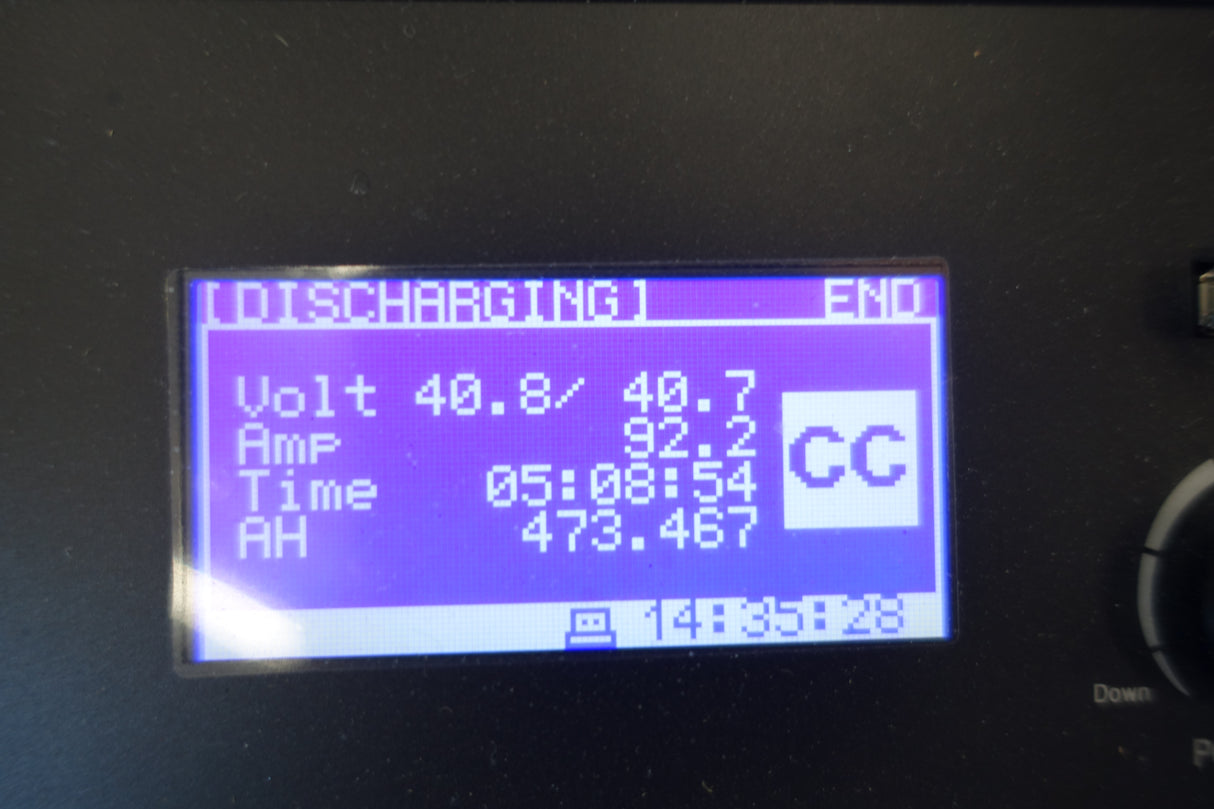 [DISCHARGING] END
Volt 40.8/ 40.7
Amp 92.2
CC
Time 05:08:54
AH 473.467
14:35:28
Down